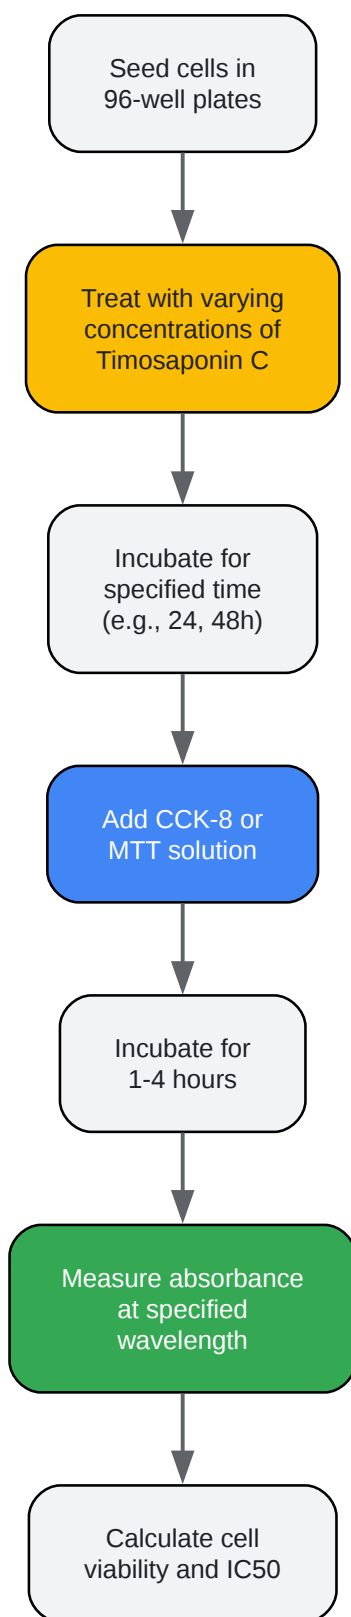 Seed cells in
96-well plates
Treat with varying
concentrations of
Timosaponin C
Incubate for
specified time
(e.g., 24, 48h)
Add CCK-8 or
MTT solution
Incubate for
1-4 hours
Measure absorbance
at specified
wavelength
Calculate cell
viability and IC50